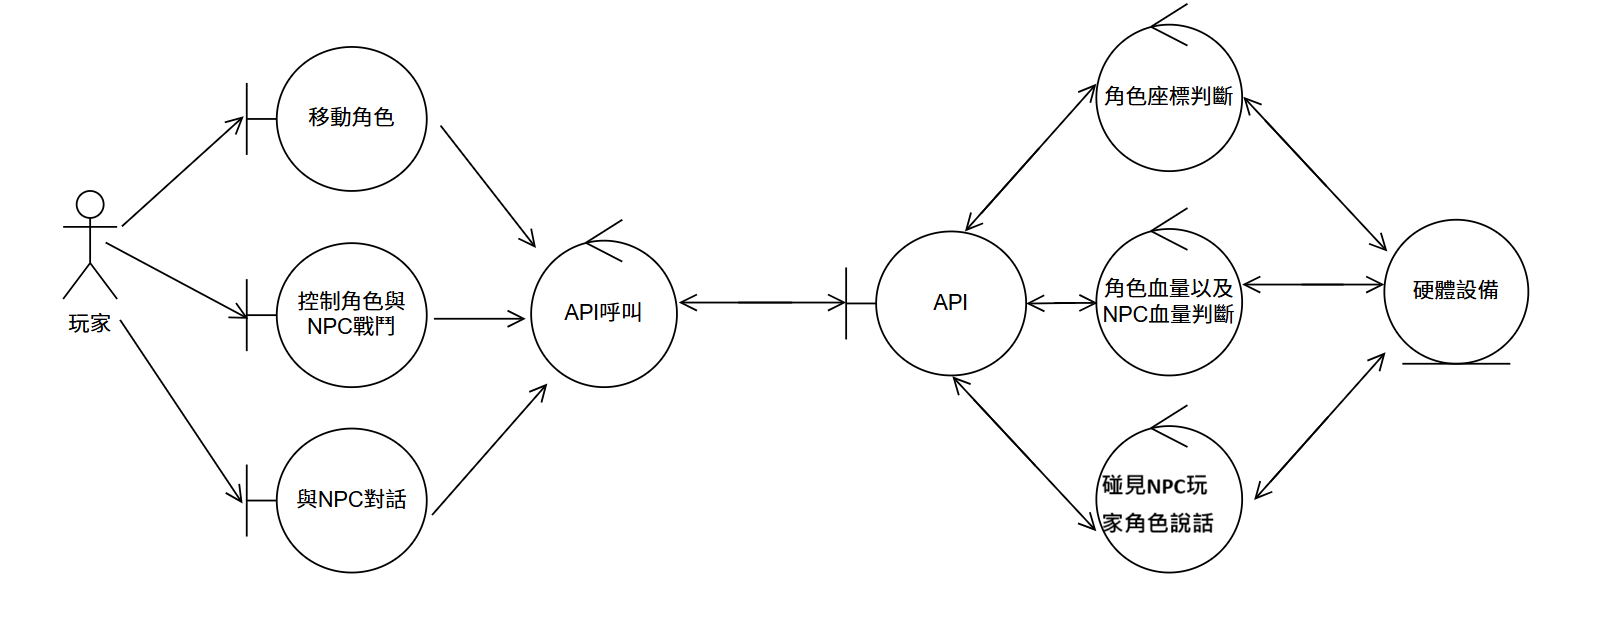 玩家
移動角色
控制角色與
NPC戰鬥
與NPC對話
API呼叫
API
角色座標判斷
角色血量以及
NPC血量判斷
碰見NPC玩
家角色說話
硬體設備